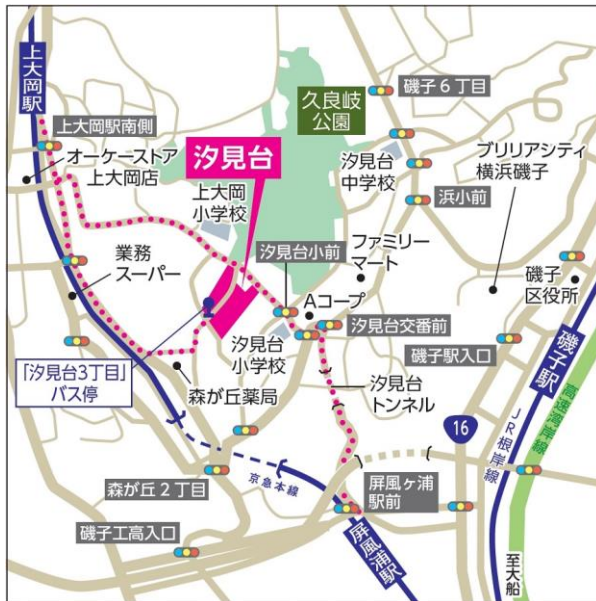 上大岡駅
上大岡駅南側
オーケーストア
上大岡店
久良岐
公園
磯子6丁目
汐見台
上大岡
小学校
汐見台
中学校
ブリリアシティ
横浜磯子
浜小前
業務
スーパー
汐見台小前
ファミリー
マート
磯子
区役所
Aコープ
汐見台交番前
「汐見台3丁目」
バス停
汐見台
小学校
磯子駅入口
磯子駅
森が丘薬局
汐見台
トンネル
16
JR根岸線
高速湾岸線
森が丘2丁目
京急本線
屏風ヶ浦
駅前
磯子工高入口
屏風浦駅
至大船